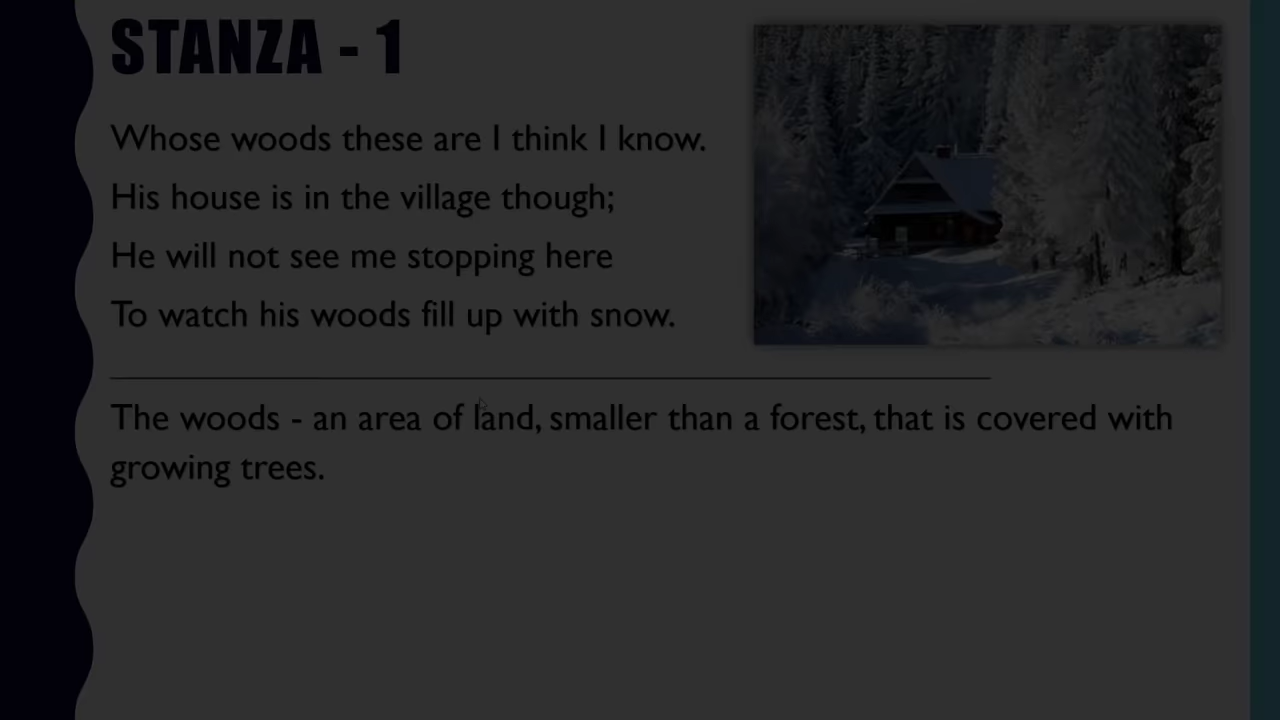 STANZA - 1
Whose woods these are I think I know.
His house is in the village though;
He will not see me stopping here
To watch his woods fill up with snow.
The woods - an area of land, smaller than a forest, that is covered with
growing trees.